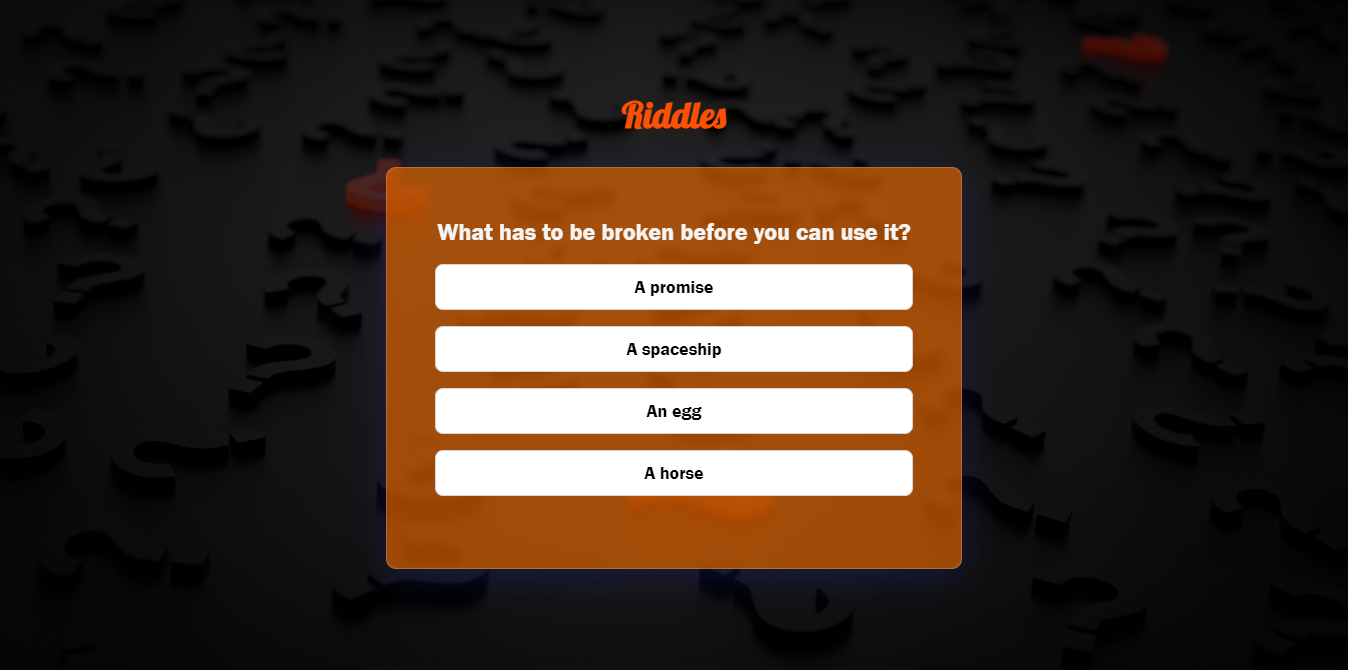 Riddles
What has to be broken before you can use it?
A promise
A spaceship
An egg
A horse